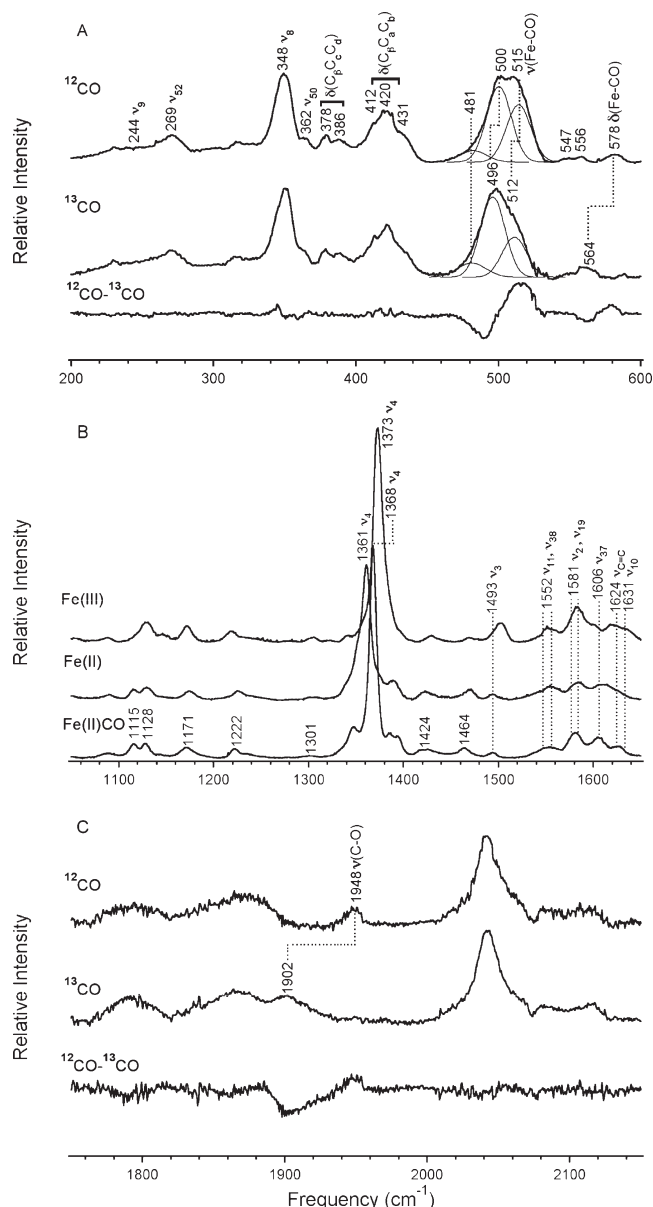 A
¹²CO
244 ν₉
269 ν₅₂
348 ν₈
362 ν₅₀
378
386
δ(CβCcCd)
412
420
δ(CβCaCb)
431
481
500
515
ν(Fe-CO)
547
556
578 δ(Fe-CO)
¹³CO
496
512
564
¹²CO-¹³CO
Relative Intensity
200 300 400 500 600
B
1373 ν₄
1368 ν₄
1361 ν₄
1493 ν₃
1552 ν₁₁, ν₃₈
1581 ν₂, ν₁₉
1606 ν₃₇
1624 νC=C
1631 ν₁₀
Fe(III)
Fe(II)
Fe(II)CO
1115
1128
1171
1222
1301
1424
1464
Relative Intensity
1100 1200 1300 1400 1500 1600
C
¹²CO
1948 ν(C-O)
¹³CO
1902
¹²CO-¹³CO
Relative Intensity
1800 1900 2000 2100
Frequency (cm⁻¹)